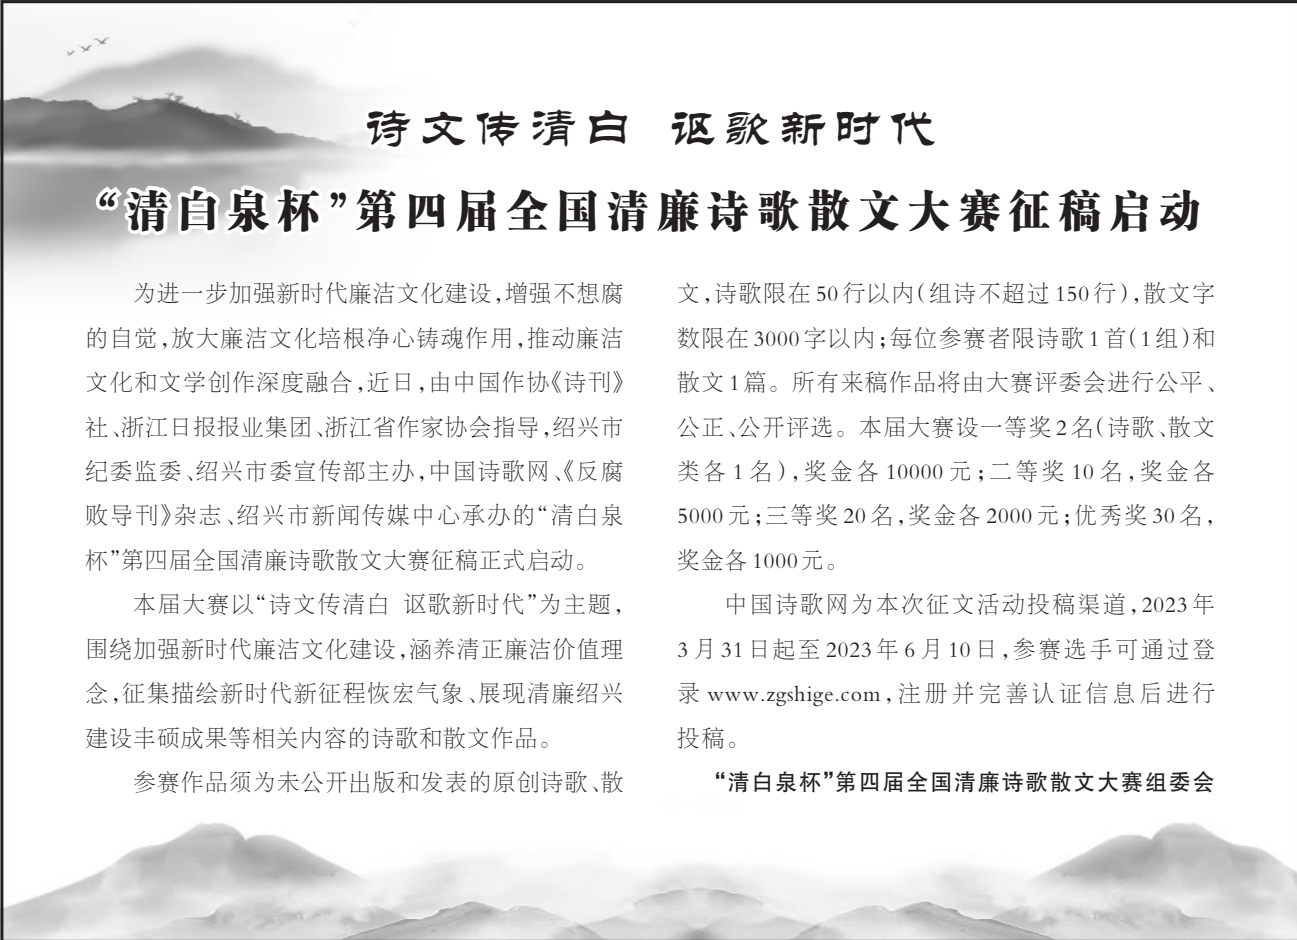 诗文传清白 讴歌新时代
“清白泉杯”第四届全国清廉诗歌散文大赛征稿启动
为进一步加强新时代廉洁文化建设,增强不想腐
的自觉,放大廉洁文化培根净心铸魂作用,推动廉洁
文化和文学创作深度融合,近日,由中国作协《诗刊》
社、浙江日报报业集团、浙江省作家协会指导,绍兴市
纪委监委、绍兴市委宣传部主办,中国诗歌网、《反腐
败导刊》杂志、绍兴市新闻传媒中心承办的“清白泉
杯”第四届全国清廉诗歌散文大赛征稿正式启动。
本届大赛以“诗文传清白 讴歌新时代”为主题,
围绕加强新时代廉洁文化建设,涵养清正廉洁价值理
念,征集描绘新时代新征程恢宏气象、展现清廉绍兴
建设丰硕成果等相关内容的诗歌和散文作品。
参赛作品须为未公开出版和发表的原创诗歌、散
文,诗歌限在50行以内(组诗不超过150行),散文字
数限在3000字以内;每位参赛者限诗歌1首(1组)和
散文1篇。所有来稿作品将由大赛评委会进行公平、
公正、公开评选。本届大赛设一等奖2名(诗歌、散文
类各1名),奖金各10000元;二等奖10名,奖金各
5000元;三等奖20名,奖金各2000元;优秀奖30名,
奖金各1000元。
中国诗歌网为本次征文活动投稿渠道,2023年
3月31日起至2023年6月10日,参赛选手可通过登
录www.zgshige.com,注册并完善认证信息后进行
投稿。
“清白泉杯”第四届全国清廉诗歌散文大赛组委会